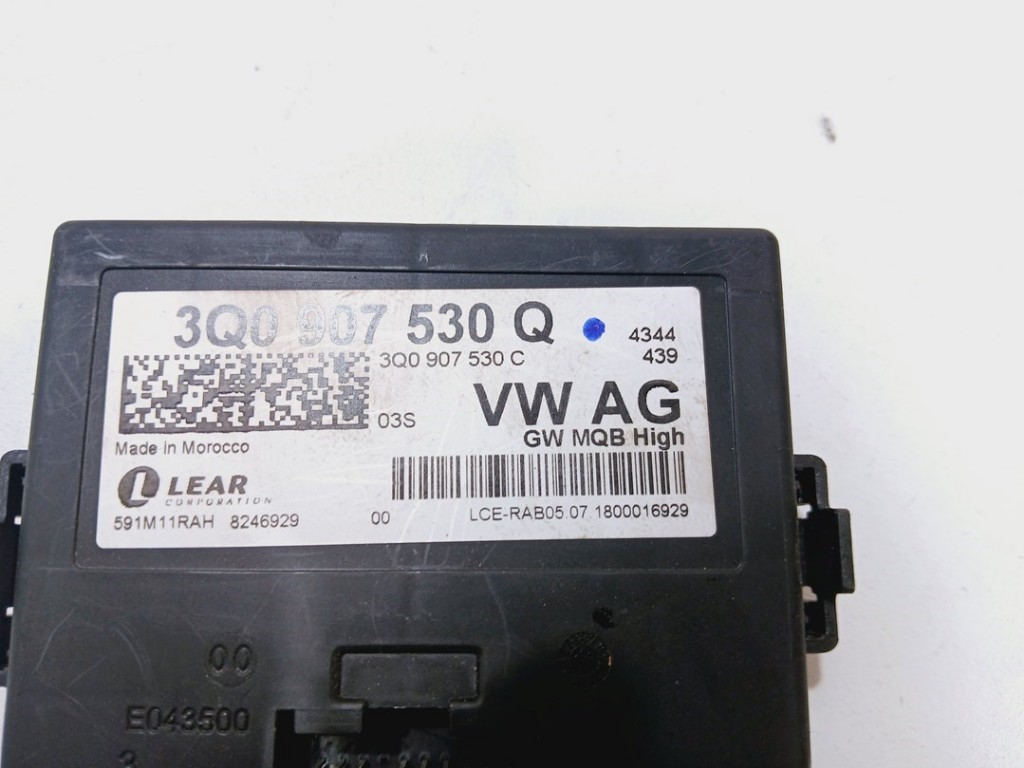 3Q0 907 530 Q
4344
3Q0 907 530 C
439
03S
VW AG
GW MQB High
Made in Morocco
L LEAR
CORPORATION
591M11RAH 8246929
00
LCE-RAB05.07.1800016929
00
E043500
3